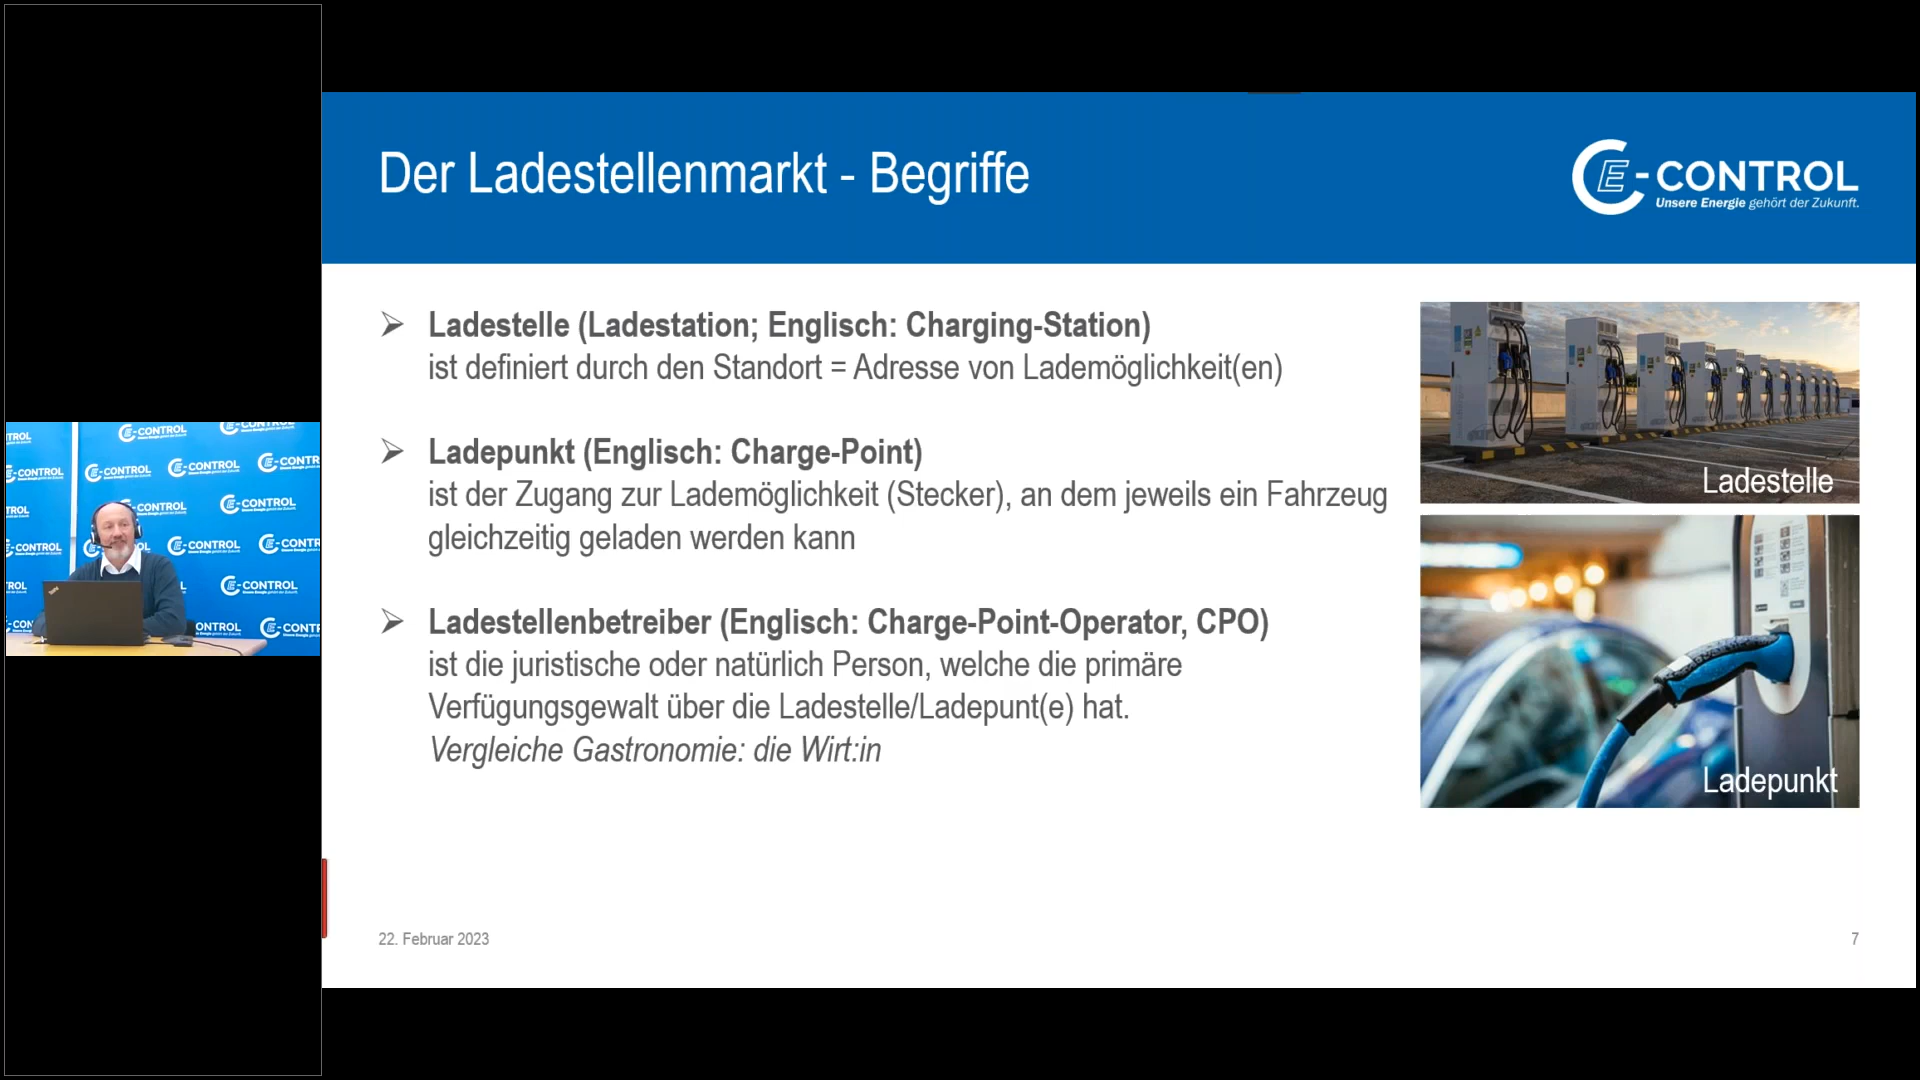 Der Ladestellenmarkt - Begriffe
E-CONTROL
Unsere Energie gehört der Zukunft.
Ladestelle (Ladestation; Englisch: Charging-Station)
ist definiert durch den Standort = Adresse von Lademöglichkeit(en)
Ladepunkt (Englisch: Charge-Point)
ist der Zugang zur Lademöglichkeit (Stecker), an dem jeweils ein Fahrzeug
gleichzeitig geladen werden kann
Ladestellenbetreiber (Englisch: Charge-Point-Operator, CPO)
ist die juristische oder natürlich Person, welche die primäre
Verfügungsgewalt über die Ladestelle/Ladepunt(e) hat.
Vergleiche Gastronomie: die Wirt:in
Ladestelle
Ladepunkt
22. Februar 2023
7